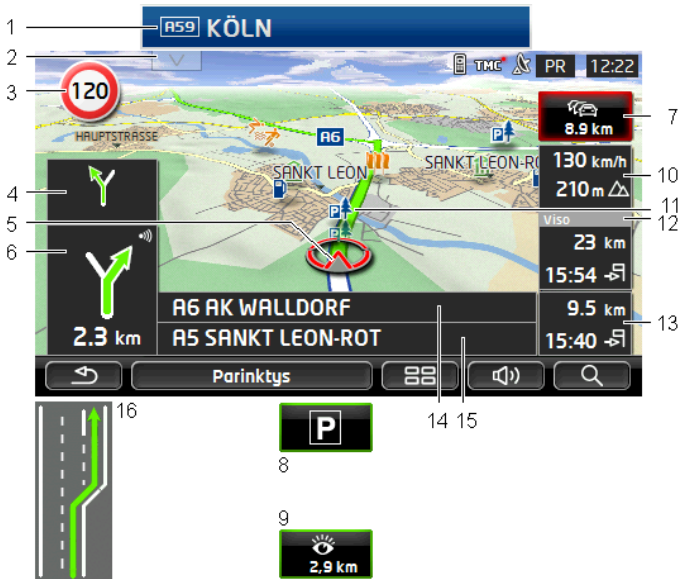 1
A59 KÖLN
2
TMC PR 12:22
3
120
HAUPTSTRASSE
A6
P
8.9 km
7
SANKT LEON
SANKT LEON-RO
130 km/h
210 m
10
4
5
6
P
P
11
Viso
12
23 km
15:54
2.3 km
A6 AK WALLDORF
A5 SANKT LEON-ROT
9.5 km
15:40
13
Parinktys
14
15
16
P
8
9
2,9 km